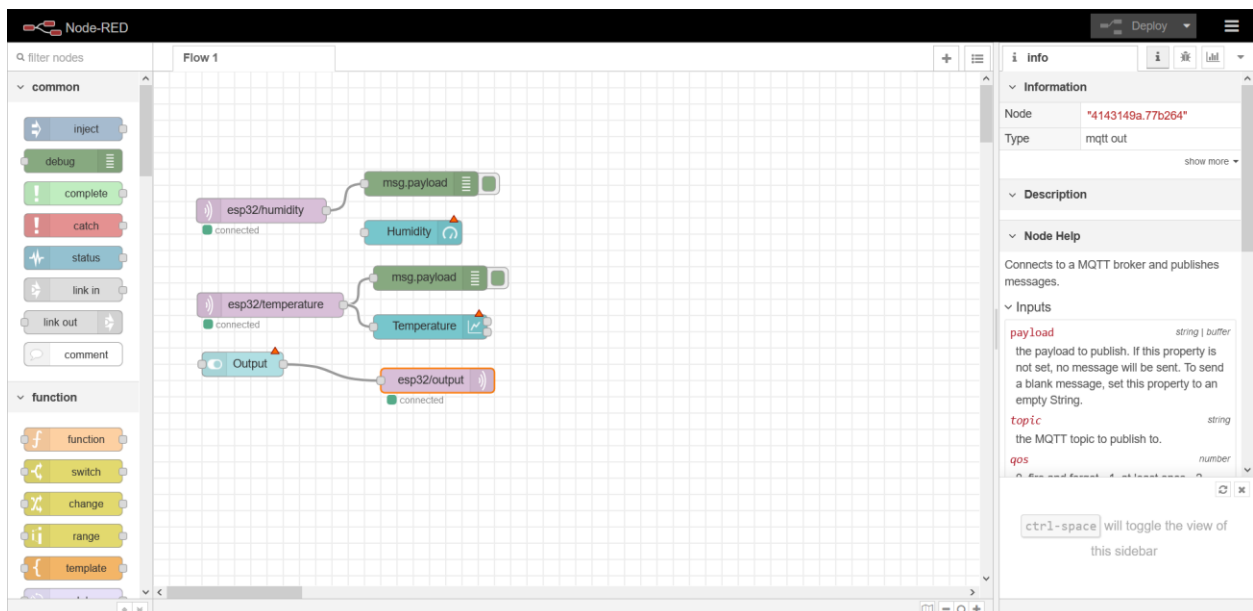 Node-RED
Deploy
filter nodes
Flow 1
i info
i
common
Information
inject
Node "4143149a.77b264"
debug
Type mqtt out
show more
complete
msg.payload
Description
esp32/humidity
catch
connected
Humidity
Node Help
status
Connects to a MQTT broker and publishes
messages.
msg.payload
link in
Inputs
esp32/temperature
link out
connected
Temperature
payload string | buffer
the payload to publish. If this property is
not set, no message will be sent. To send
a blank message, set this property to an
empty String.
comment
Output
esp32/output
connected
function
topic string
the MQTT topic to publish to.
function
qos number
switch
change
ctrl-space will toggle the view of
this sidebar
range
template